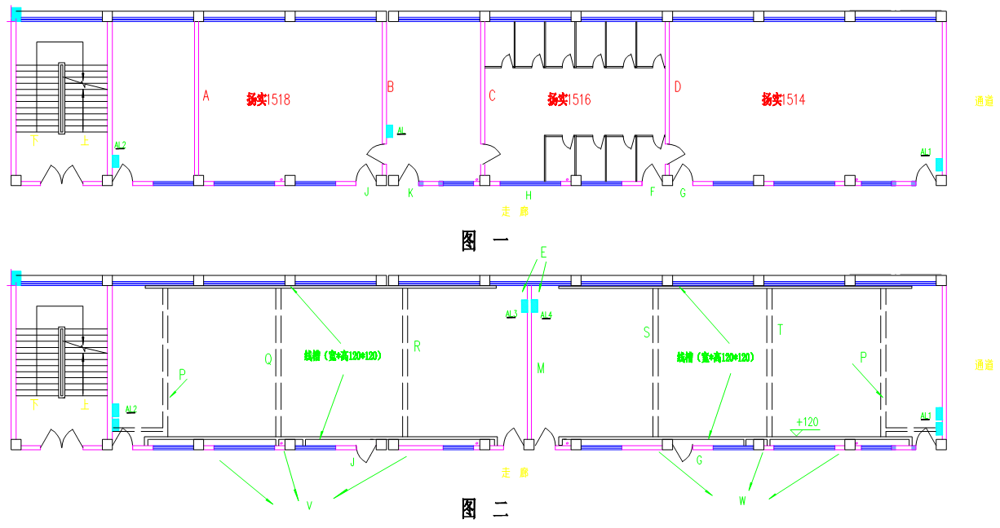 A
扬实1518
B
C
扬实1516
D
扬实1514
通道
下
上
AL2
AL
AL1
J
K
H
F
G
走 廊
图 一
E
AL3
AL4
Q
线槽（宽*高120*120）
R
M
S
线槽（宽*高120*120）
T
P
P
通道
下
上
AL2
AL1
+120
J
G
走 廊
V
W
图 二